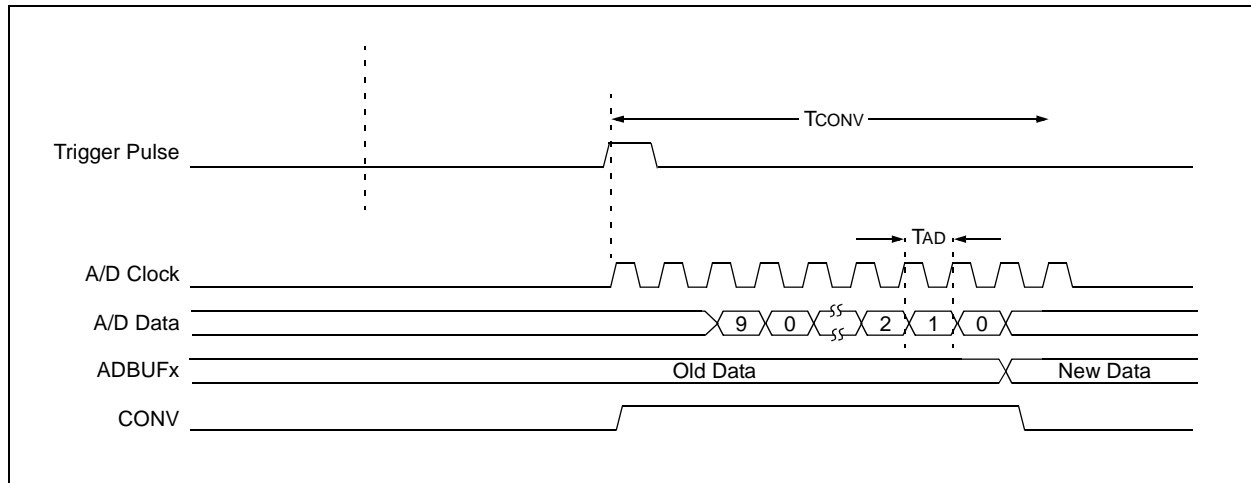 TCONV
Trigger Pulse
TAD
A/D Clock
A/D Data
9 0 2 1 0
ADBUFx
Old Data New Data
CONV